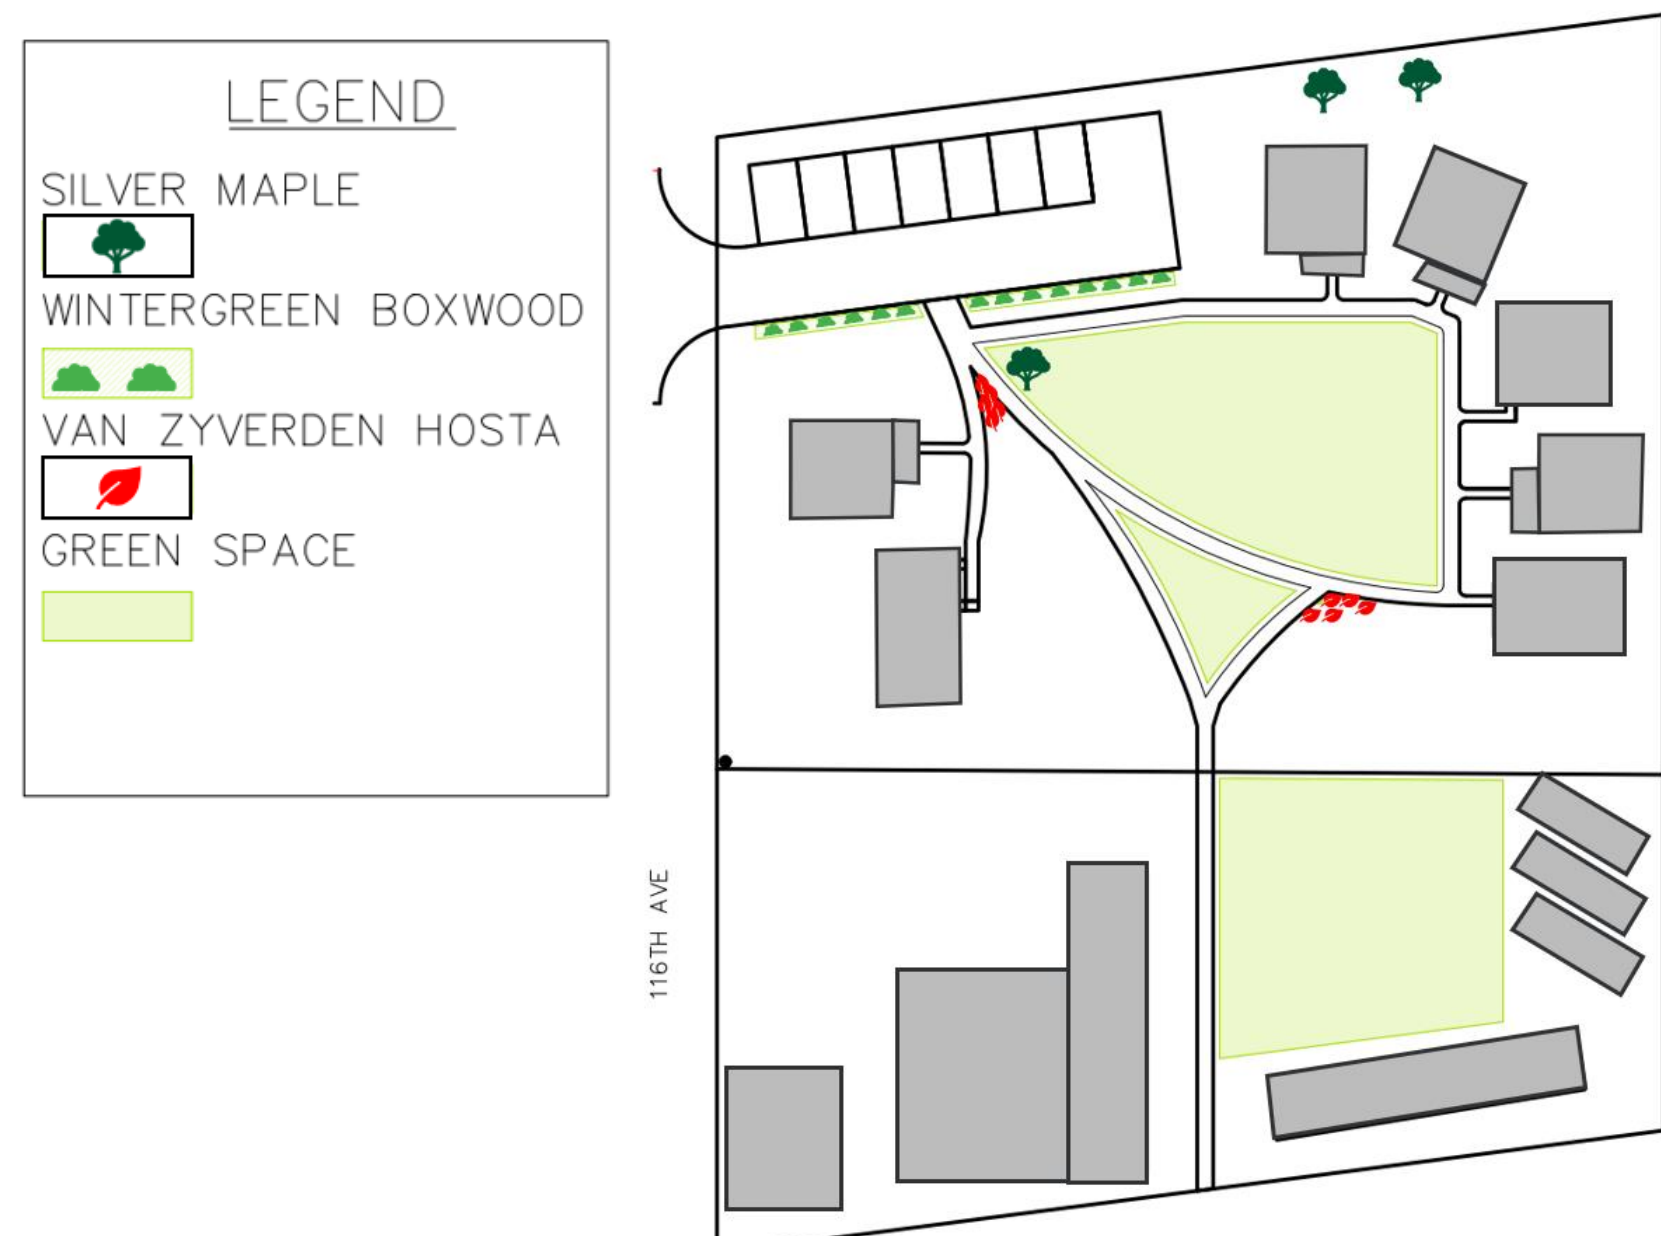 LEGEND
SILVER MAPLE
WINTERGREEN BOXWOOD
VAN ZYVERDEN HOSTA
GREEN SPACE
116TH AVE